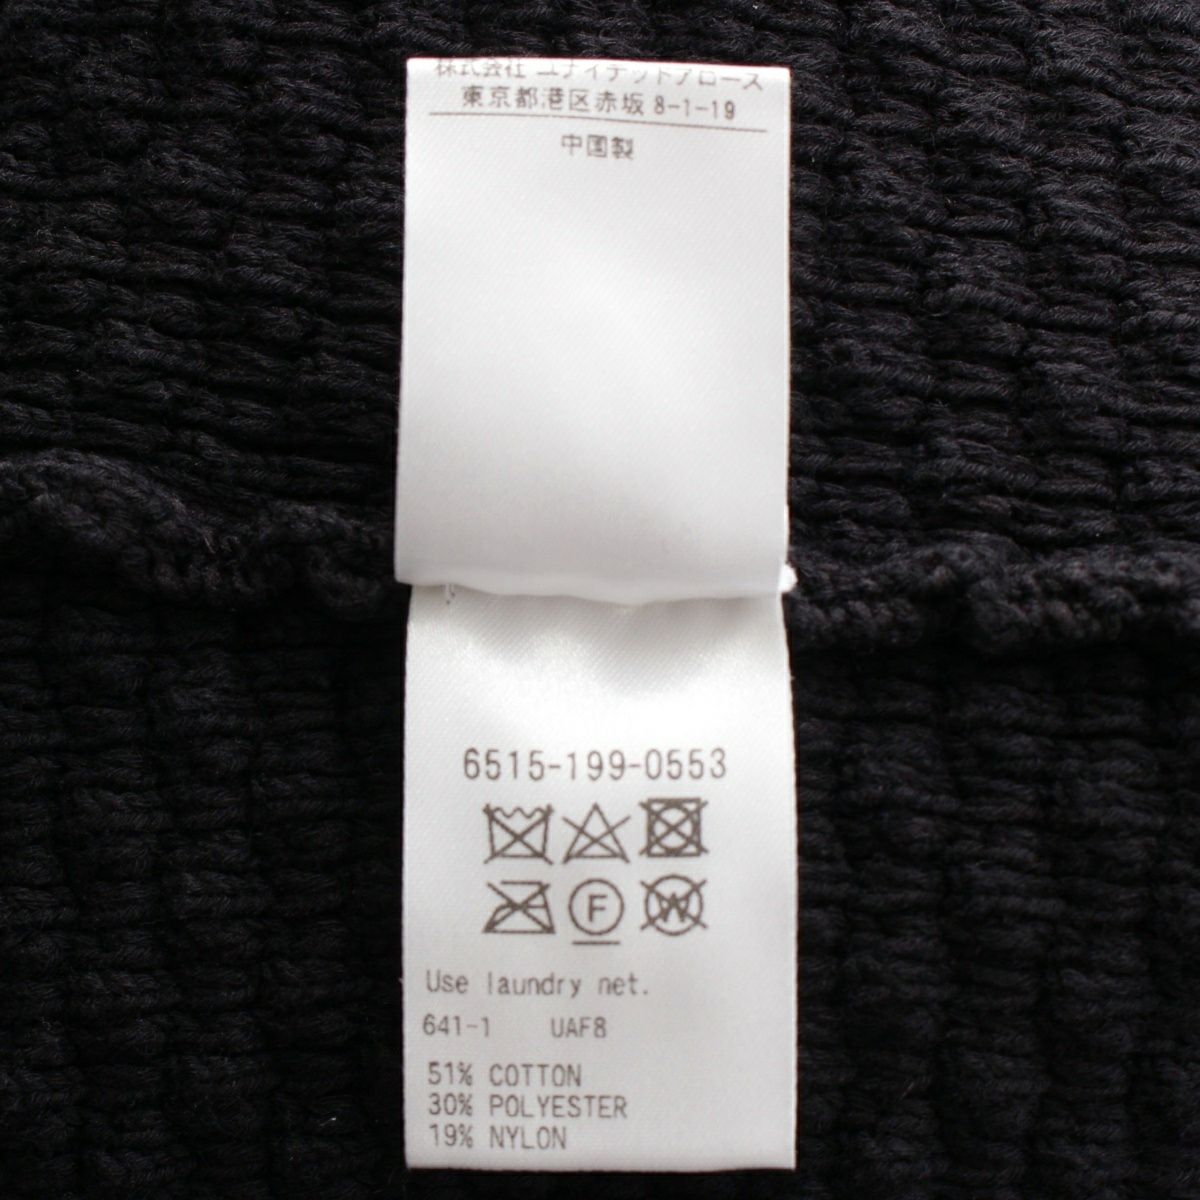 株式会社 ユナイテッドアローズ
東京都港区赤坂 8-1-19
中国製
6515-199-0553
F W
Use laundry net.
641-1 UAF8
51% COTTON
30% POLYESTER
19% NYLON